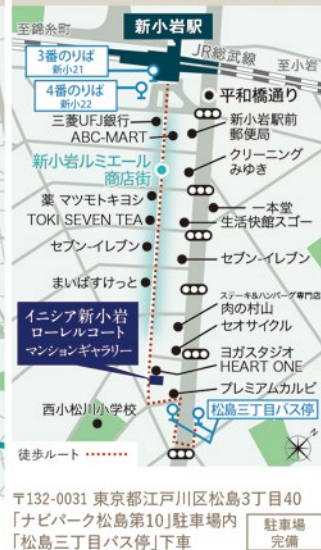 新小岩駅
至錦糸町
JR総武線
至小岩
3番のりば
新小21
4番のりば
新小22
平和橋通り
三菱UFJ銀行
ABC-MART
新小岩駅前
郵便局
新小岩ルミエール
商店街
クリーニング
みゆき
薬 マツモトキヨシ
一本堂
TOKI SEVEN TEA
生活快館スゴー
セブン-イレブン
セブン-イレブン
まいばすけっと
ステーキ&ハンバーグ専門店
肉の村山
イニシア新小岩
ローレルコート
マンションギャラリー
セオサイクル
ヨガスタジオ
HEART ONE
プレミアムカルビ
西小松川小学校
松島三丁目バス停
徒歩ルート
N
〒132-0031 東京都江戸川区松島3丁目40
「ナビパーク松島第10」駐車場内
「松島三丁目バス停」下車
駐車場
完備